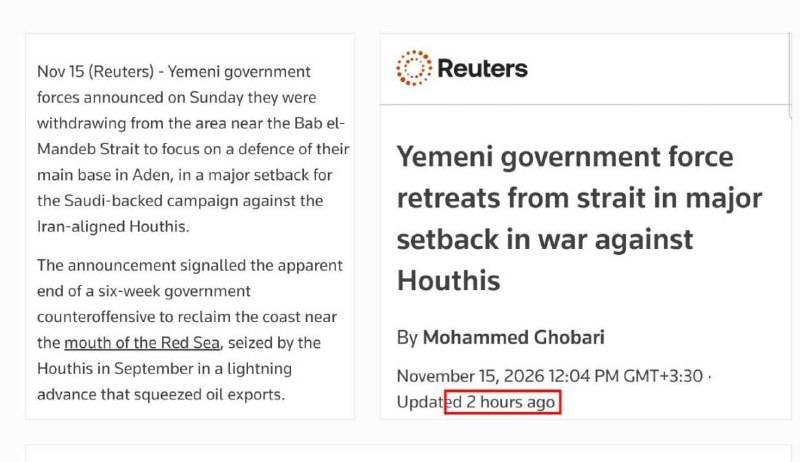 Nov 15 (Reuters) - Yemeni government
forces announced on Sunday they were
withdrawing from the area near the Bab el-
Mandeb Strait to focus on a defence of their
main base in Aden, in a major setback for
the Saudi-backed campaign against the
Iran-aligned Houthis.
The announcement signalled the apparent
end of a six-week government
counteroffensive to reclaim the coast near
the mouth of the Red Sea, seized by the
Houthis in September in a lightning
advance that squeezed oil exports.
Reuters
Yemeni government force
retreats from strait in major
setback in war against
Houthis
By Mohammed Ghobari
November 15, 2026 12:04 PM GMT+3:30 ·
Updated 2 hours ago